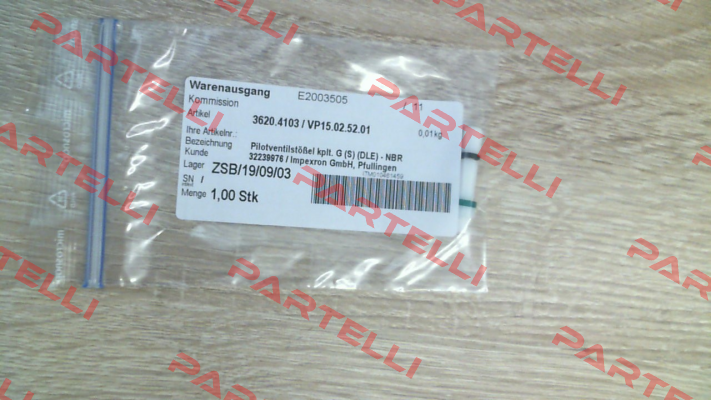 Warenausgang E2003505
Kommission 11
Artikel 3620.4103 / VP15.02.52.01 0,01kg
Ihre Artikelnr.:
Bezeichnung Pilotventilstößel kplt. G (S) (DLE) - NBR
Kunde 32239976 / Impexron GmbH, Pfullingen
Lager ZSB/19/09/03
SN /
Menge 1,00 Stk
PARTELLI
PARTELLI
PARTELLI
PARTELLI
PARTELLI
PARTELLI
PARTELLI
PARTELLI
PARTELLI